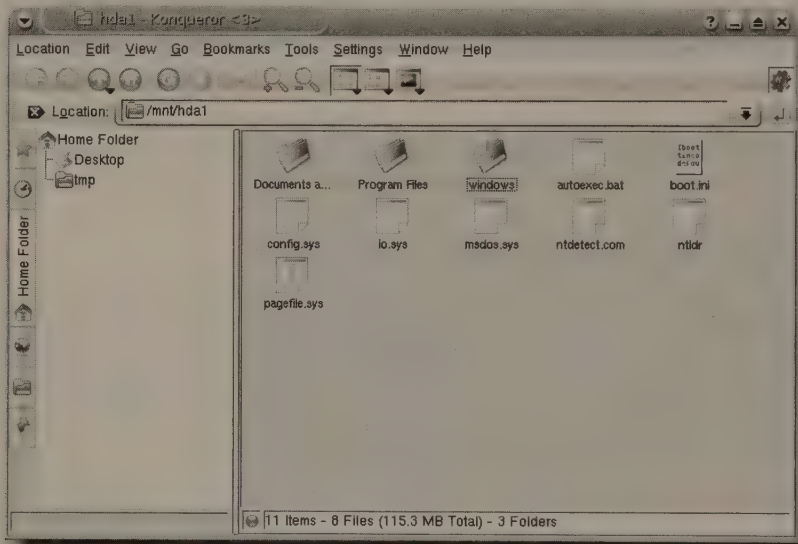 hda1 - Konqueror <3>
Location Edit View Go Bookmarks Tools Settings Window Help
Location: /mnt/hda1
Home Folder
Desktop
tmp
Home Folder
Documents a... Program Files windows autoexec.bat boot.ini
config.sys io.sys msdos.sys ntdetect.com ntldr
pagefile.sys
11 Items - 8 Files (115.3 MB Total) - 3 Folders